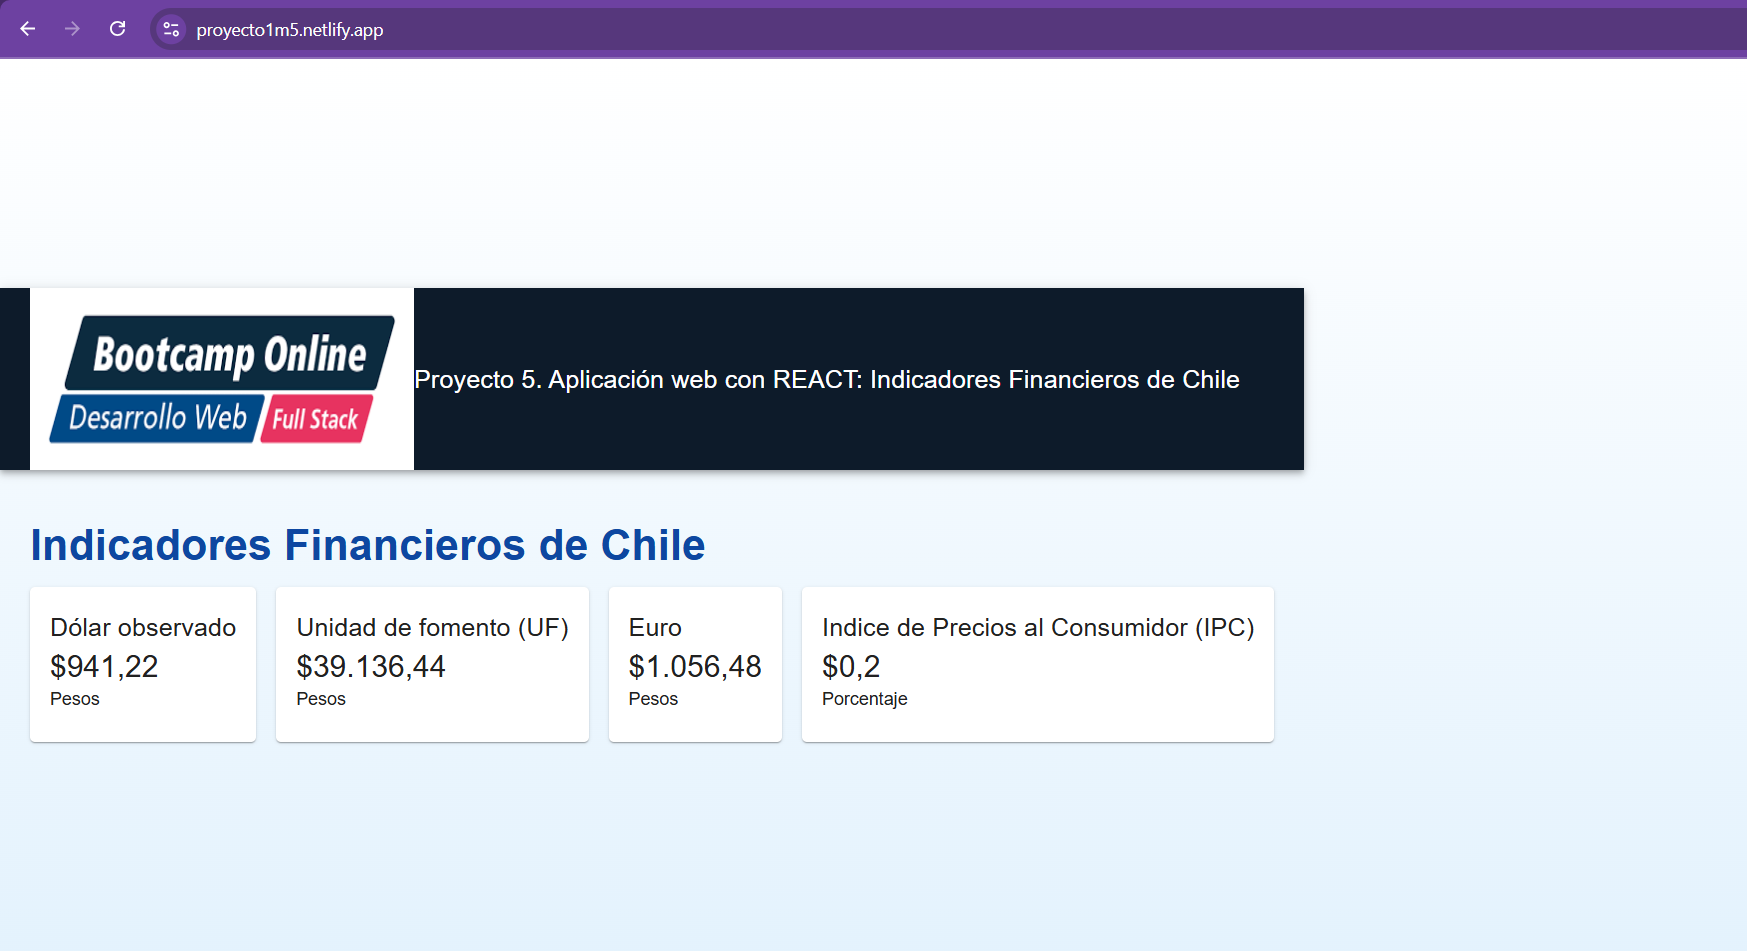 proyecto1m5.netlify.app
Bootcamp Online
Desarrollo Web Full Stack
Proyecto 5. Aplicación web con REACT: Indicadores Financieros de Chile
Indicadores Financieros de Chile
Dólar observado
$941,22
Pesos
Unidad de fomento (UF)
$39.136,44
Pesos
Euro
$1.056,48
Pesos
Indice de Precios al Consumidor (IPC)
$0,2
Porcentaje